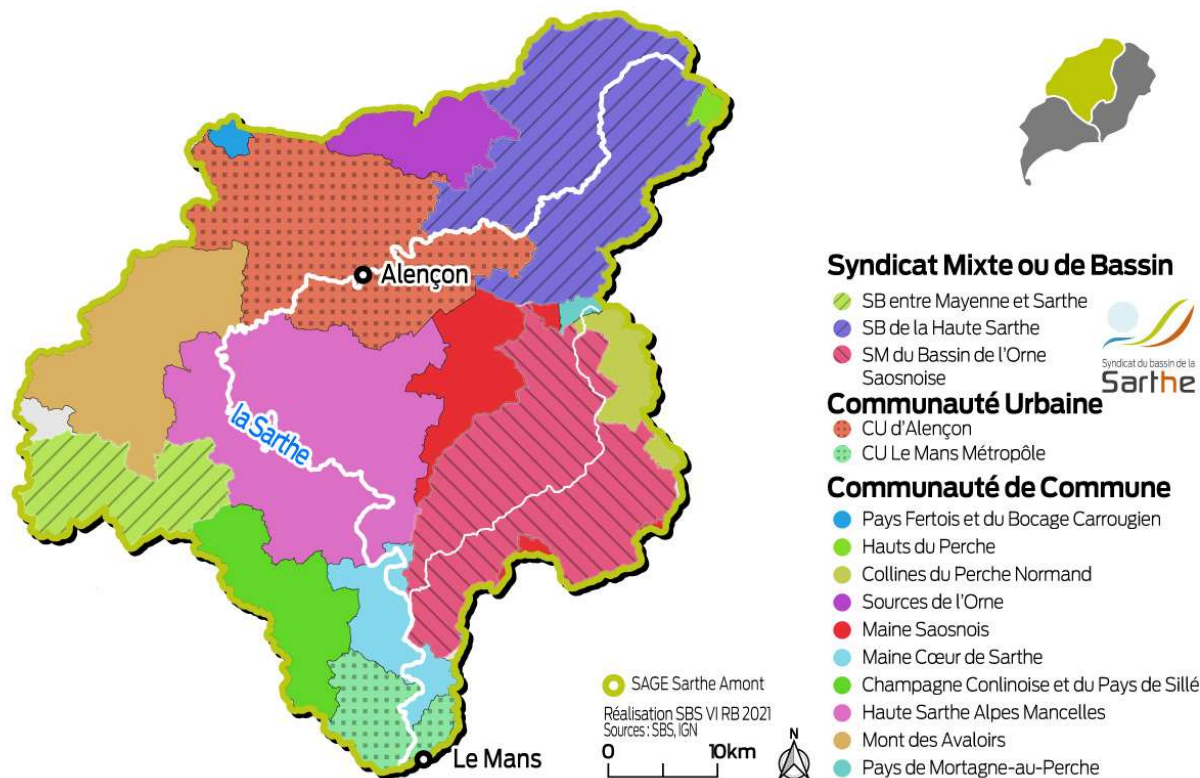 Alençon
la Sarthe
Le Mans
Syndicat Mixte ou de Bassin
SB entre Mayenne et Sarthe
SB de la Haute Sarthe
SM du Bassin de l'Orne
Saosnoise
Syndicat du bassin de la
Sarthe
Communauté Urbaine
CU d'Alençon
CU Le Mans Métropôle
Communauté de Commune
Pays Fertois et du Bocage Carrougien
Hauts du Perche
Collines du Perche Normand
Sources de l'Orne
Maine Saosnois
Maine Cœur de Sarthe
Champagne Conlinoise et du Pays de Sillé
Haute Sarthe Alpes Mancelles
Mont des Avaloirs
Pays de Mortagne-au-Perche
SAGE Sarthe Amont
Réalisation SBS VI RB 2021
Sources : SBS, IGN
0 10km
N